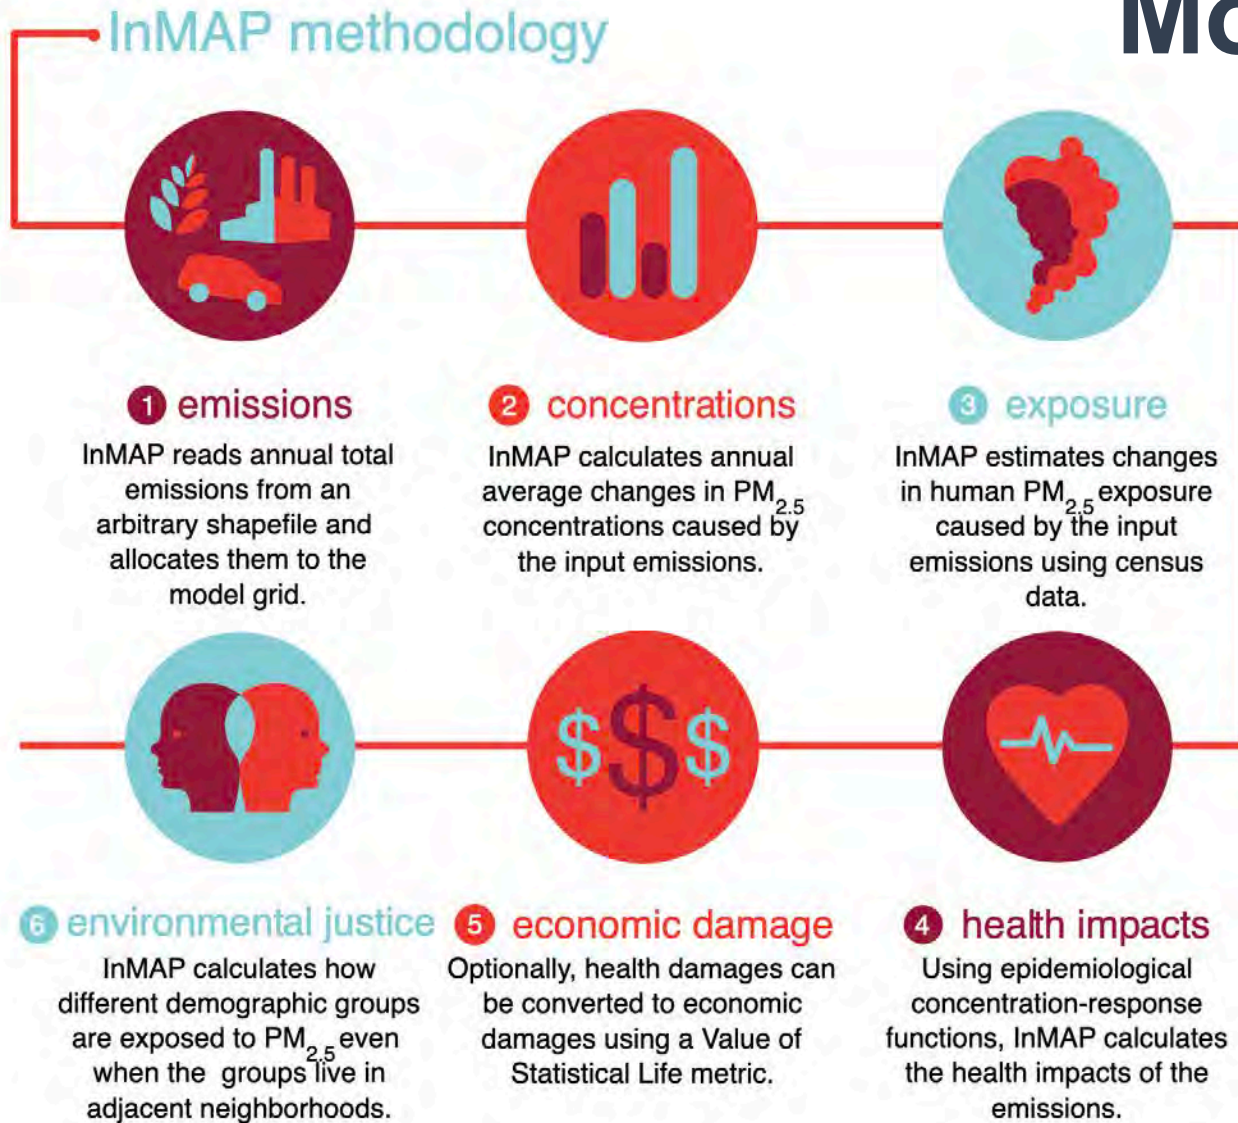 InMAP methodology
Mo
1 emissions
InMAP reads annual total
emissions from an
arbitrary shapefile and
allocates them to the
model grid.
2 concentrations
InMAP calculates annual
average changes in PM2.5
concentrations caused by
the input emissions.
3 exposure
InMAP estimates changes
in human PM2.5 exposure
caused by the input
emissions using census
data.
$$$
6 environmental justice
InMAP calculates how
different demographic groups
are exposed to PM2.5 even
when the groups live in
adjacent neighborhoods.
5 economic damage
Optionally, health damages can
be converted to economic
damages using a Value of
Statistical Life metric.
4 health impacts
Using epidemiological
concentration-response
functions, InMAP calculates
the health impacts of the
emissions.